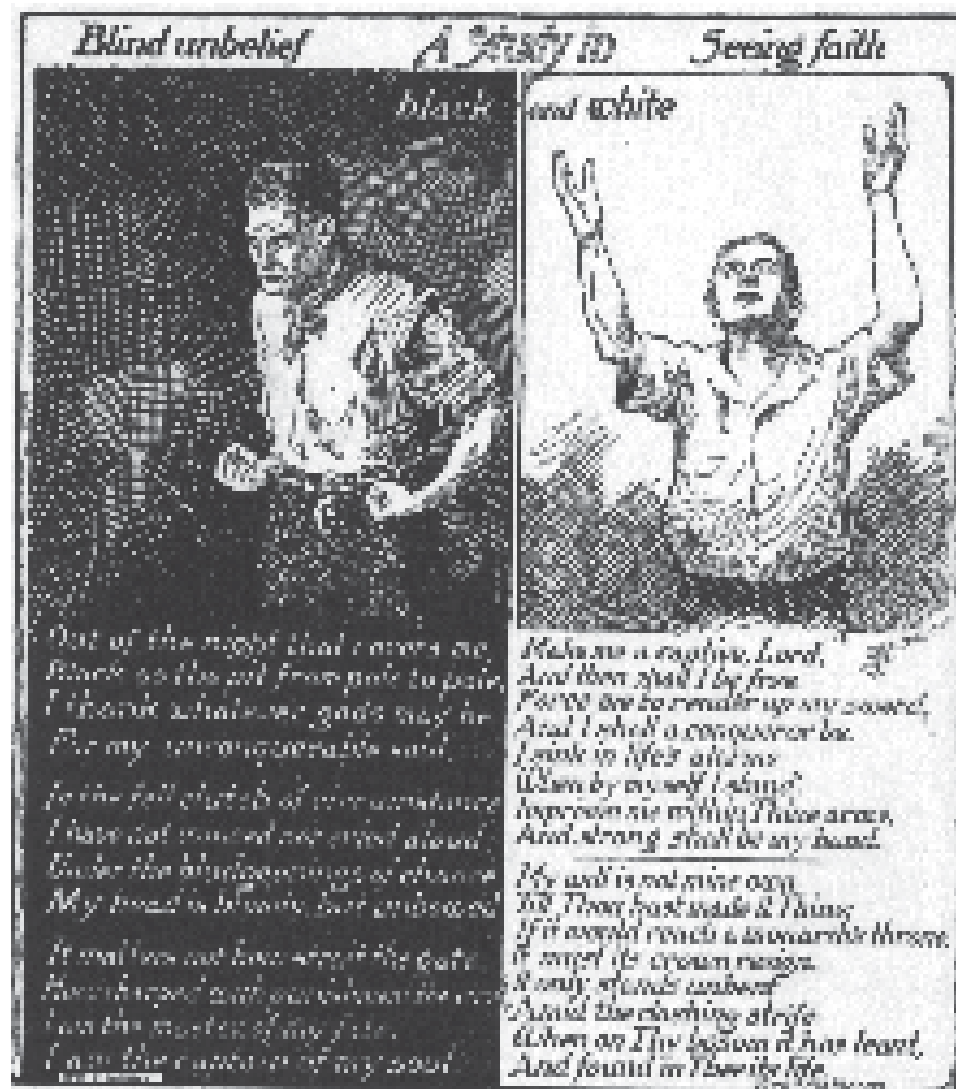 Blind unbelief A Study in Seeing faith
black and white
Out of the night that covers me,
Black as the pit from pole to pole,
I thank whatever gods may be
For my unconquerable soul.
In the fell clutch of circumstance
I have not winced nor cried aloud
Under the bludgeonings of chance
My head is bloody, but unbowed
It matters not how strait the gate,
How charged with punishment the
I am the master of my fate.
I am the captain of my soul.
Make me a captive, Lord,
And then shall I be free
Force me to render up my sword,
And I shall a conqueror be.
I sink in life's alarms
When by myself I stand
Imprison me within Thine arms,
And strong shall be my hand.
My will is not mine own
Till Thou hast made it Thine
If it would reach a monarch's throne
It must its crown resign.
It only stands unbent
Amid the clashing strife
When on Thy bosom it has leant,
And found in Thee its life.